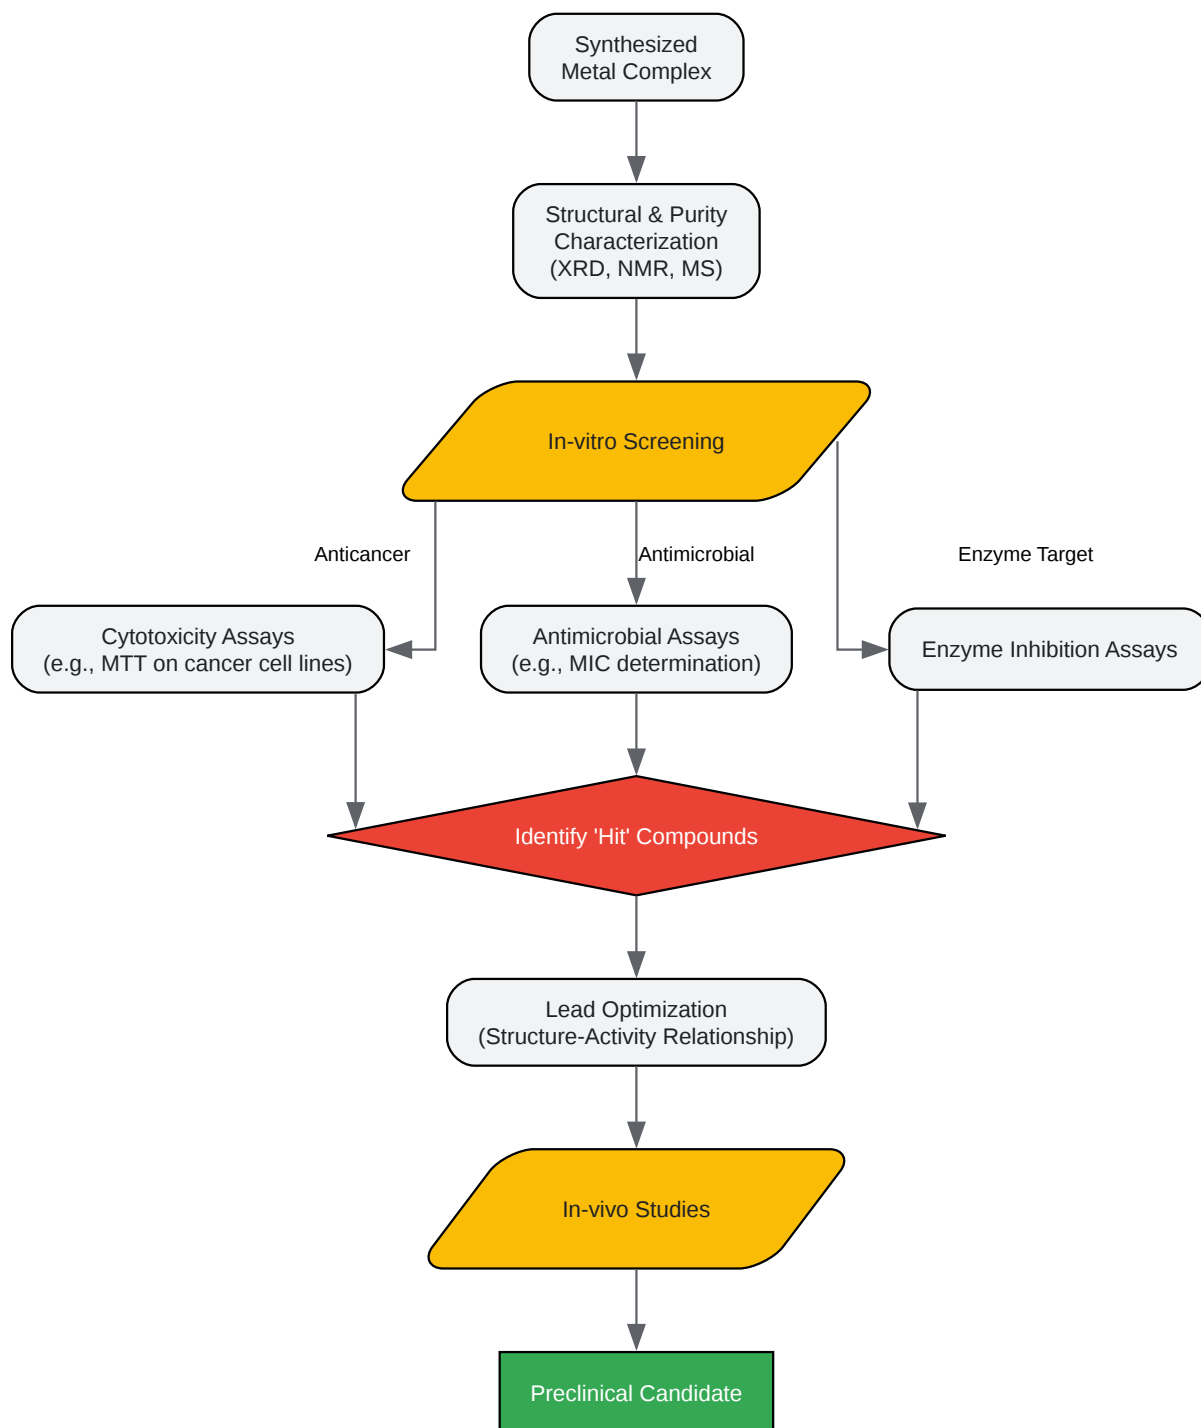 Synthesized
Metal Complex
Structural & Purity
Characterization
(XRD, NMR, MS)
In-vitro Screening
Anticancer
Antimicrobial
Enzyme Target
Cytotoxicity Assays
(e.g., MTT on cancer cell lines)
Antimicrobial Assays
(e.g., MIC determination)
Enzyme Inhibition Assays
Identify 'Hit' Compounds
Lead Optimization
(Structure-Activity Relationship)
In-vivo Studies
Preclinical Candidate